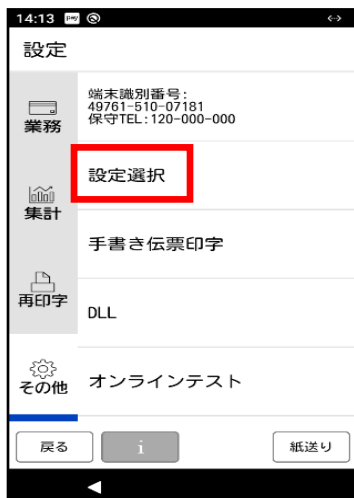 14:13 Pay
設定
端末識別番号:
49761-510-07181
保守TEL:120-000-000
業務
設定選択
集計
手書き伝票印字
再印字
DLL
その他
オンラインテスト
戻る
i
紙送り